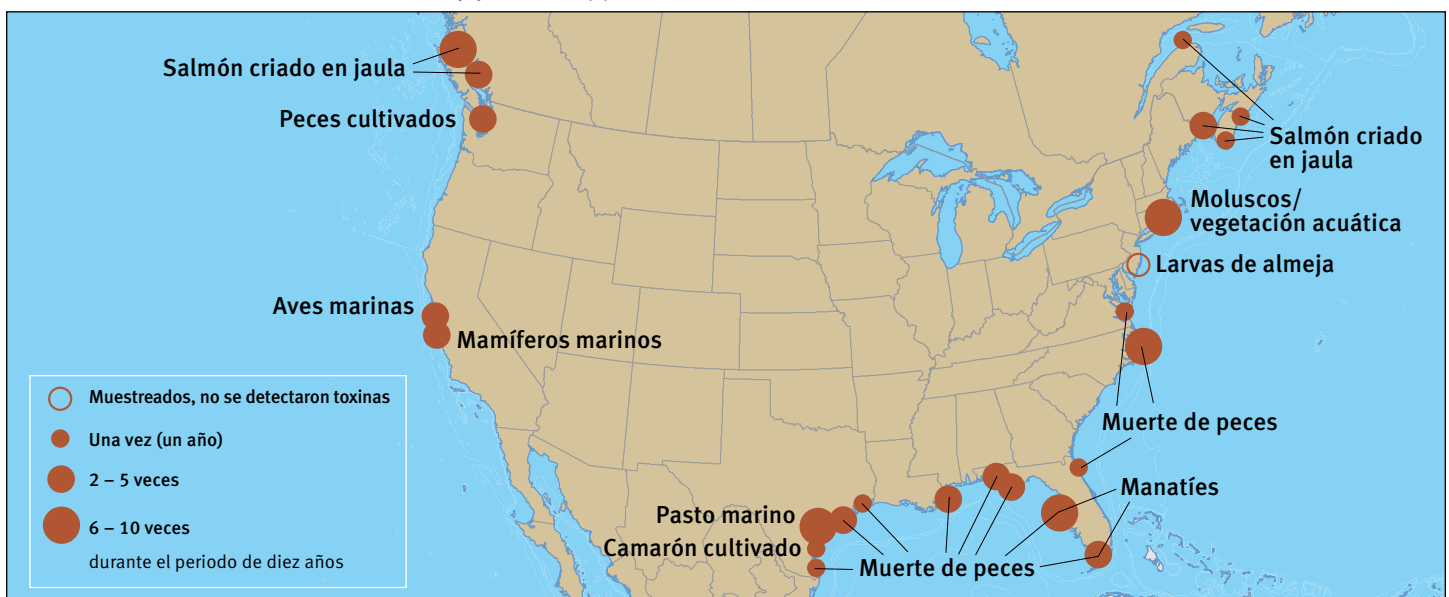 Salmón criado en jaula
Peces cultivados
Salmón criado
en jaula
Moluscos/
vegetación acuática
Larvas de almeja
Aves marinas
Mamíferos marinos
Muerte de peces
Manatíes
Pasto marino
Camarón cultivado
Muerte de peces
Muestreados, no se detectaron toxinas
Una vez (un año)
2 – 5 veces
6 – 10 veces
durante el periodo de diez años